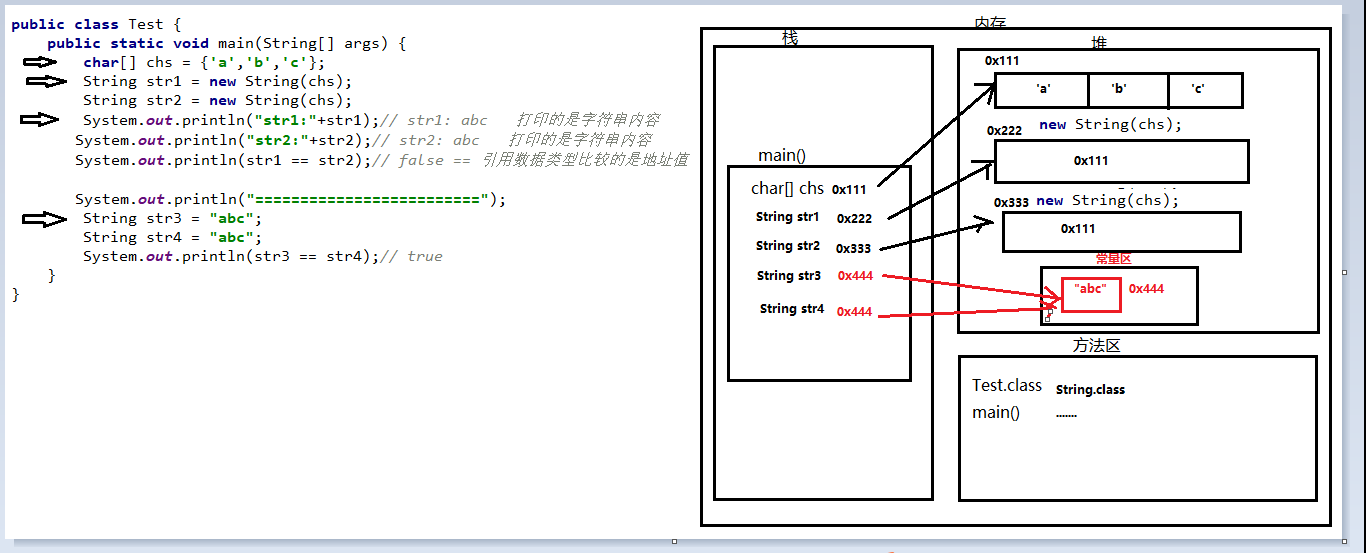 public class Test {
public static void main(String[] args) {
char[] chs = {'a','b','c'};
String str1 = new String(chs);
String str2 = new String(chs);
System.out.println("str1:"+str1);// str1: abc 打印的是字符串内容
System.out.println("str2:"+str2);// str2: abc 打印的是字符串内容
System.out.println(str1 == str2);// false == 引用数据类型比较的是地址值
System.out.println("=========================");
String str3 = "abc";
String str4 = "abc";
System.out.println(str3 == str4);// true
}
}
内存
栈
main()
char[] chs 0x111
String str1 0x222
String str2 0x333
String str3 0x444
String str4 0x444
堆
0x111
'a' 'b' 'c'
0x222 new String(chs);
0x111
0x333 new String(chs);
0x111
常量区
"abc" 0x444
方法区
Test.class String.class
main() .......